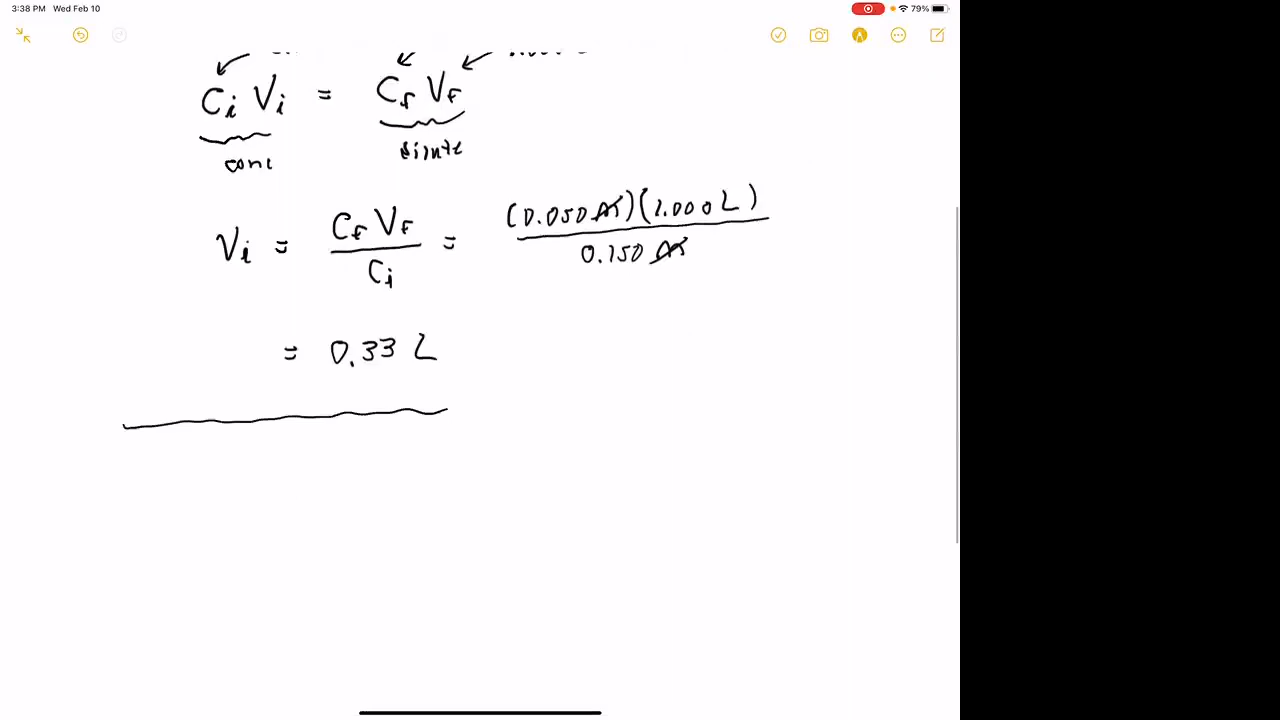 3:38 PM Wed Feb 10 79%
Ci Vi = Cf Vf
conc dilute
Vi = Cf Vf / Ci = (0.050 M)(1.000 L) / 0.150 M
= 0.33 L